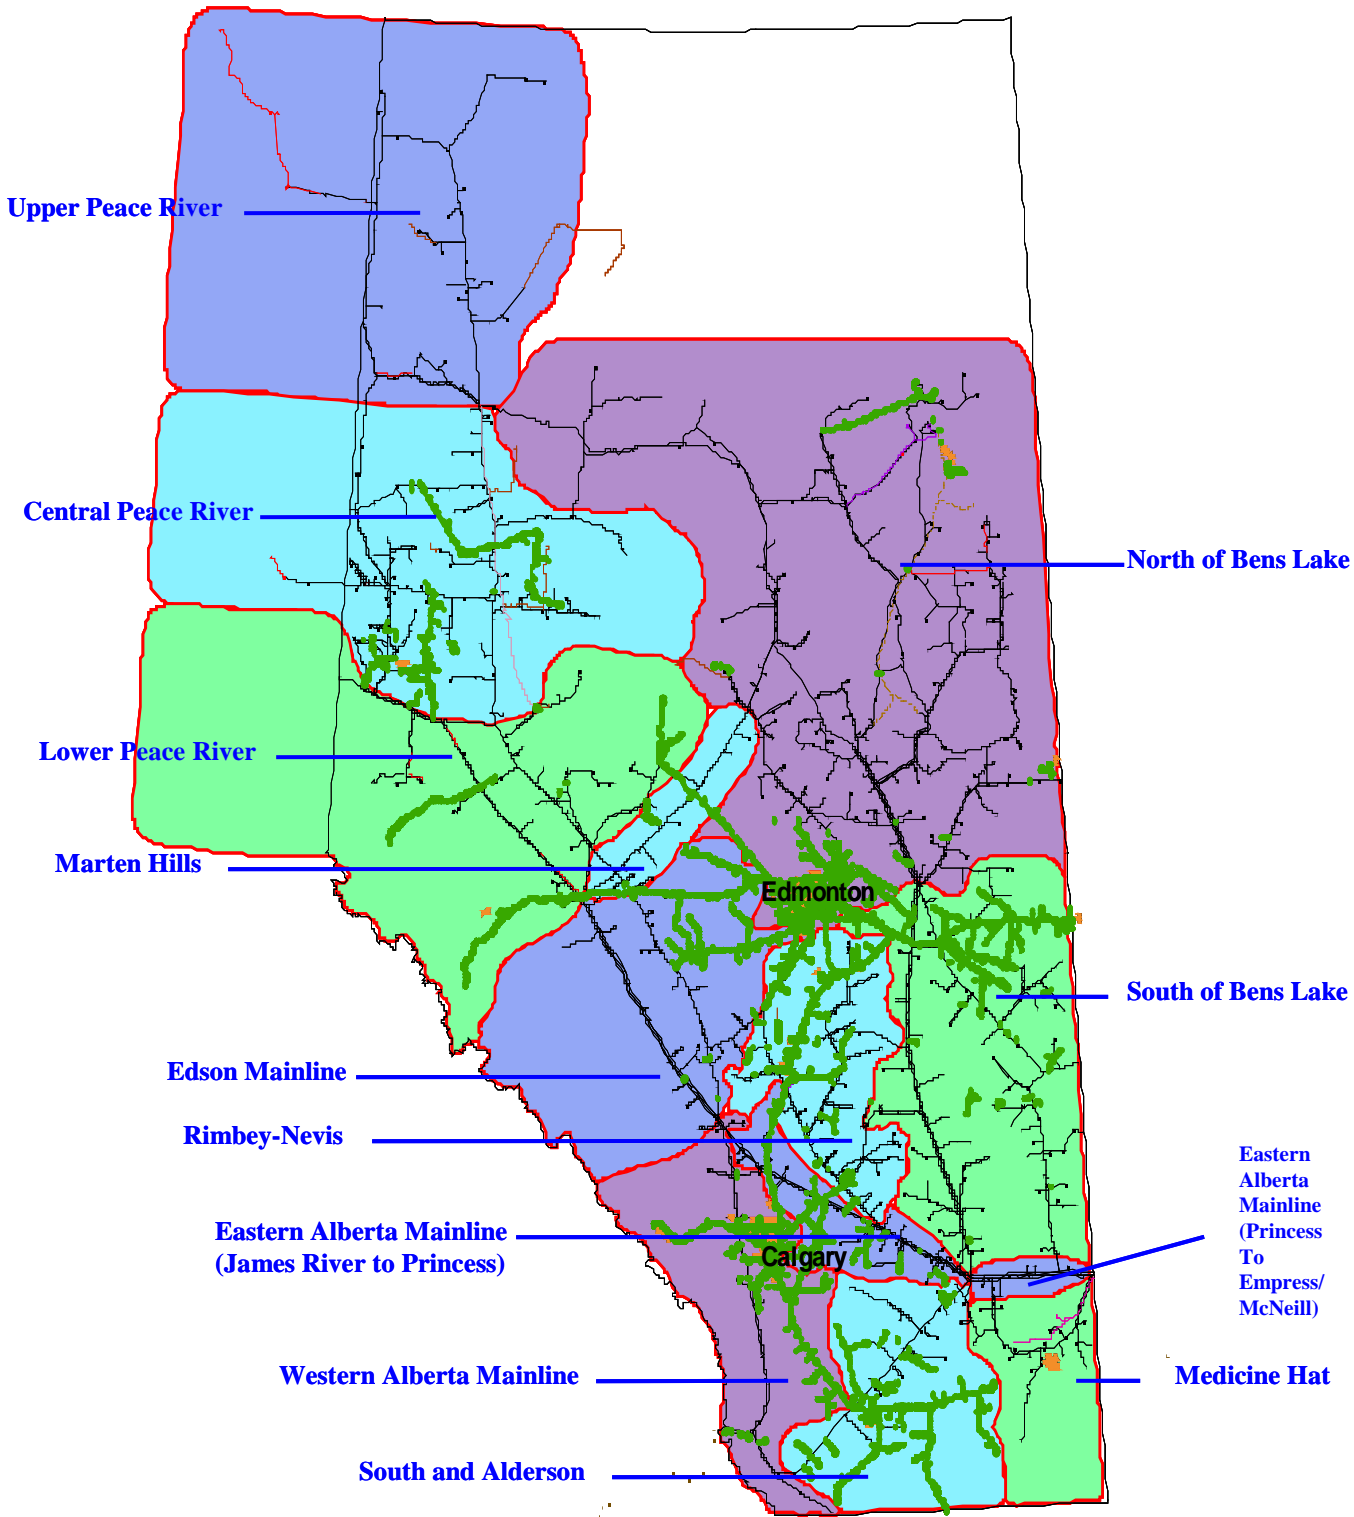 Upper Peace River
Central Peace River
North of Bens Lake
Lower Peace River
Marten Hills
Edmonton
South of Bens Lake
Edson Mainline
Rimbey-Nevis
Eastern
Alberta
Mainline
(Princess
To
Empress/
McNeill)
Eastern Alberta Mainline
(James River to Princess)
Calgary
Western Alberta Mainline
Medicine Hat
South and Alderson